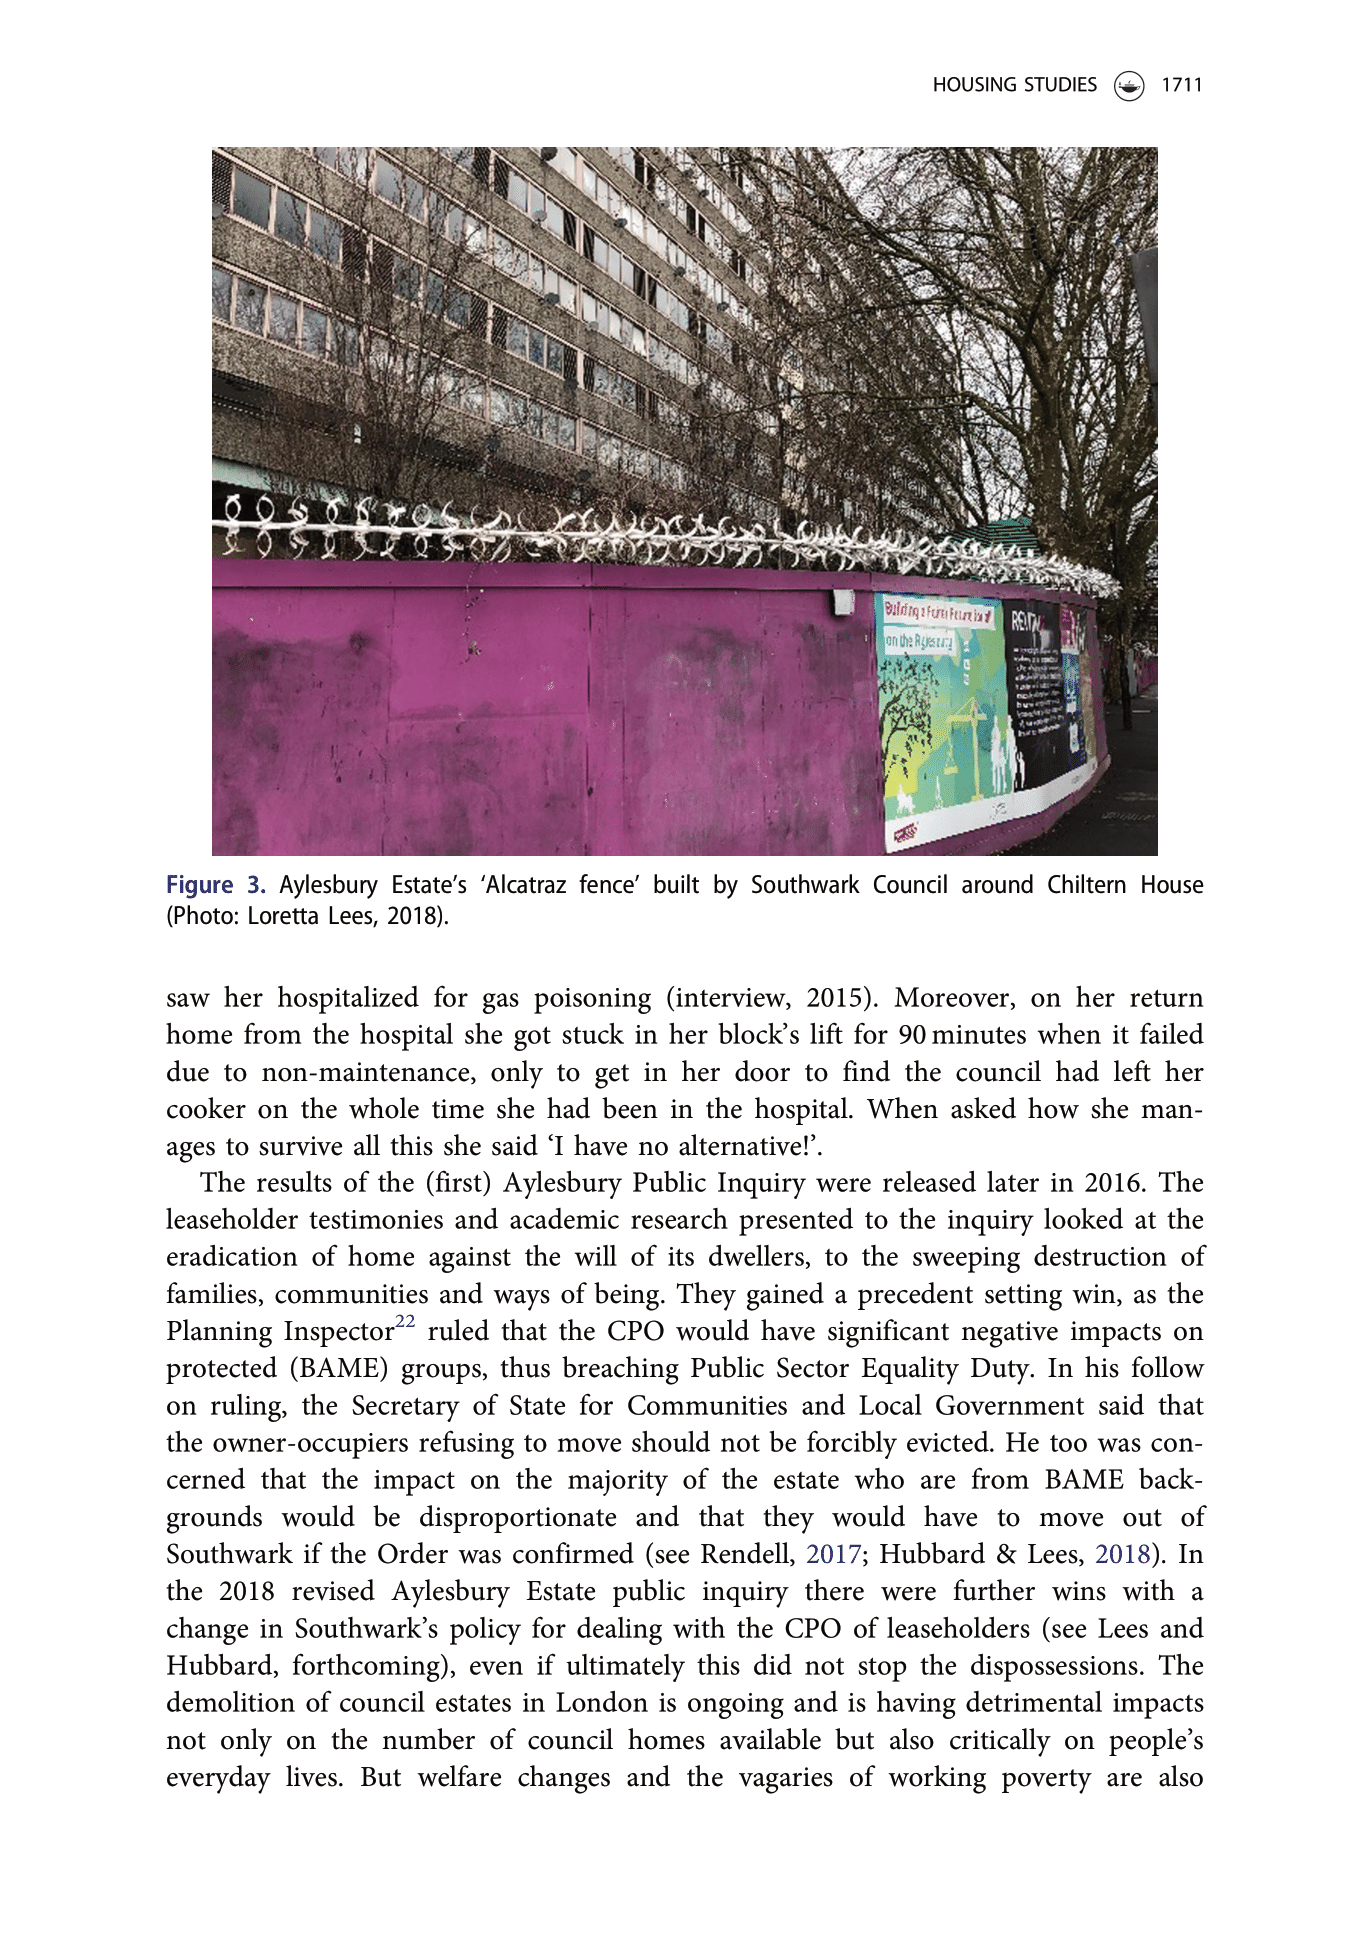 HOUSING STUDIES 1711
Building a Fairer Future
on the Aylesbury
Figure 3. Aylesbury Estate’s ‘Alcatraz fence’ built by Southwark Council around Chiltern House
(Photo: Loretta Lees, 2018).
saw her hospitalized for gas poisoning (interview, 2015). Moreover, on her return
home from the hospital she got stuck in her block’s lift for 90 minutes when it failed
due to non-maintenance, only to get in her door to find the council had left her
cooker on the whole time she had been in the hospital. When asked how she man-
ages to survive all this she said ‘I have no alternative!’.
The results of the (first) Aylesbury Public Inquiry were released later in 2016. The
leaseholder testimonies and academic research presented to the inquiry looked at the
eradication of home against the will of its dwellers, to the sweeping destruction of
families, communities and ways of being. They gained a precedent setting win, as the
Planning Inspector22 ruled that the CPO would have significant negative impacts on
protected (BAME) groups, thus breaching Public Sector Equality Duty. In his follow
on ruling, the Secretary of State for Communities and Local Government said that
the owner-occupiers refusing to move should not be forcibly evicted. He too was con-
cerned that the impact on the majority of the estate who are from BAME back-
grounds would be disproportionate and that they would have to move out of
Southwark if the Order was confirmed (see Rendell, 2017; Hubbard & Lees, 2018). In
the 2018 revised Aylesbury Estate public inquiry there were further wins with a
change in Southwark’s policy for dealing with the CPO of leaseholders (see Lees and
Hubbard, forthcoming), even if ultimately this did not stop the dispossessions. The
demolition of council estates in London is ongoing and is having detrimental impacts
not only on the number of council homes available but also critically on people’s
everyday lives. But welfare changes and the vagaries of working poverty are also